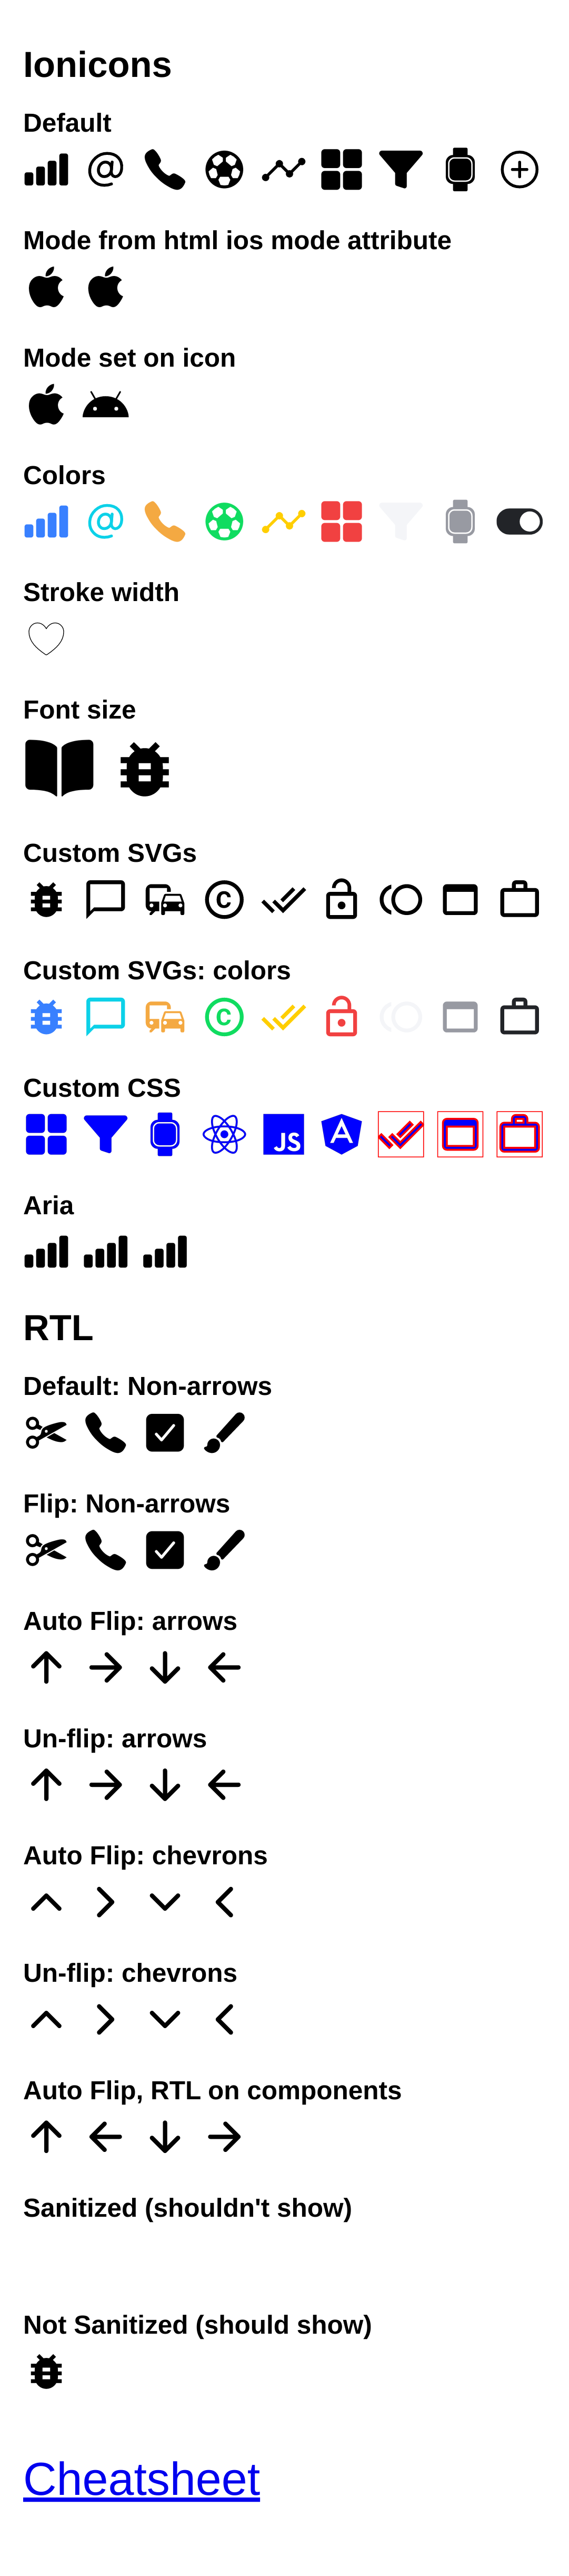 Ionicons
Default
Mode from html ios mode attribute
Mode set on icon
Colors
Stroke width
Font size
Custom SVGs
Custom SVGs: colors
Custom CSS
JS
Aria
RTL
Default: Non-arrows
Flip: Non-arrows
Auto Flip: arrows
Un-flip: arrows
Auto Flip: chevrons
Un-flip: chevrons
Auto Flip, RTL on components
Sanitized (shouldn't show)
Not Sanitized (should show)
Cheatsheet